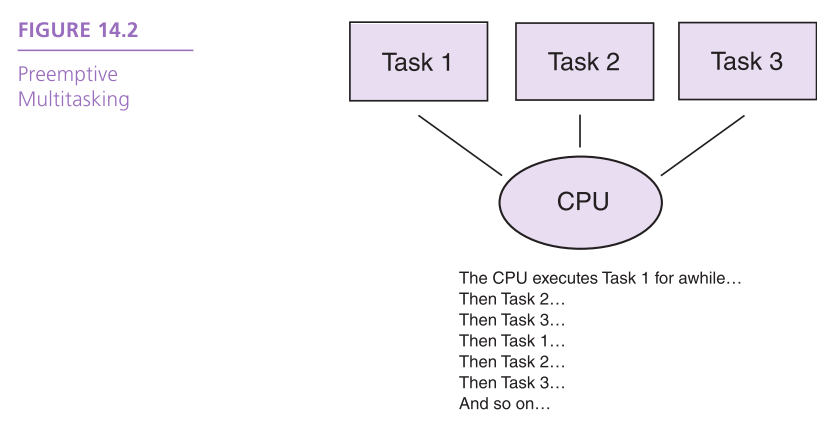 FIGURE 14.2
Preemptive
Multitasking
Task 1
Task 2
Task 3
CPU
The CPU executes Task 1 for awhile…
Then Task 2…
Then Task 3…
Then Task 1…
Then Task 2…
Then Task 3…
And so on…